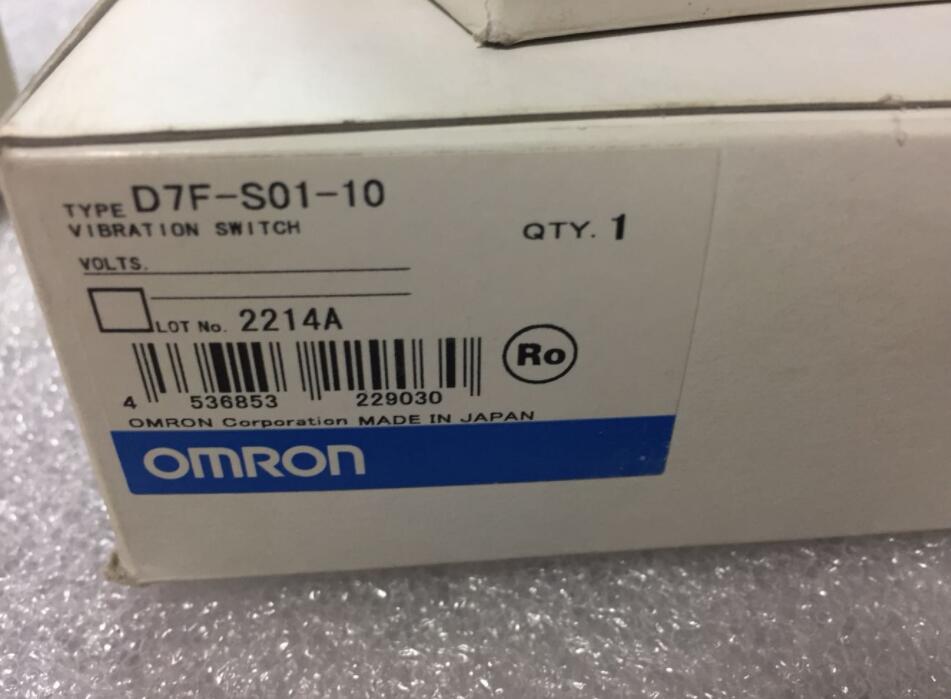 TYPE D7F-S01-10
VIBRATION SWITCH
QTY. 1
VOLTS.
LOT No. 2214A
Ro
4 536853 229030
OMRON Corporation MADE IN JAPAN
OMRON